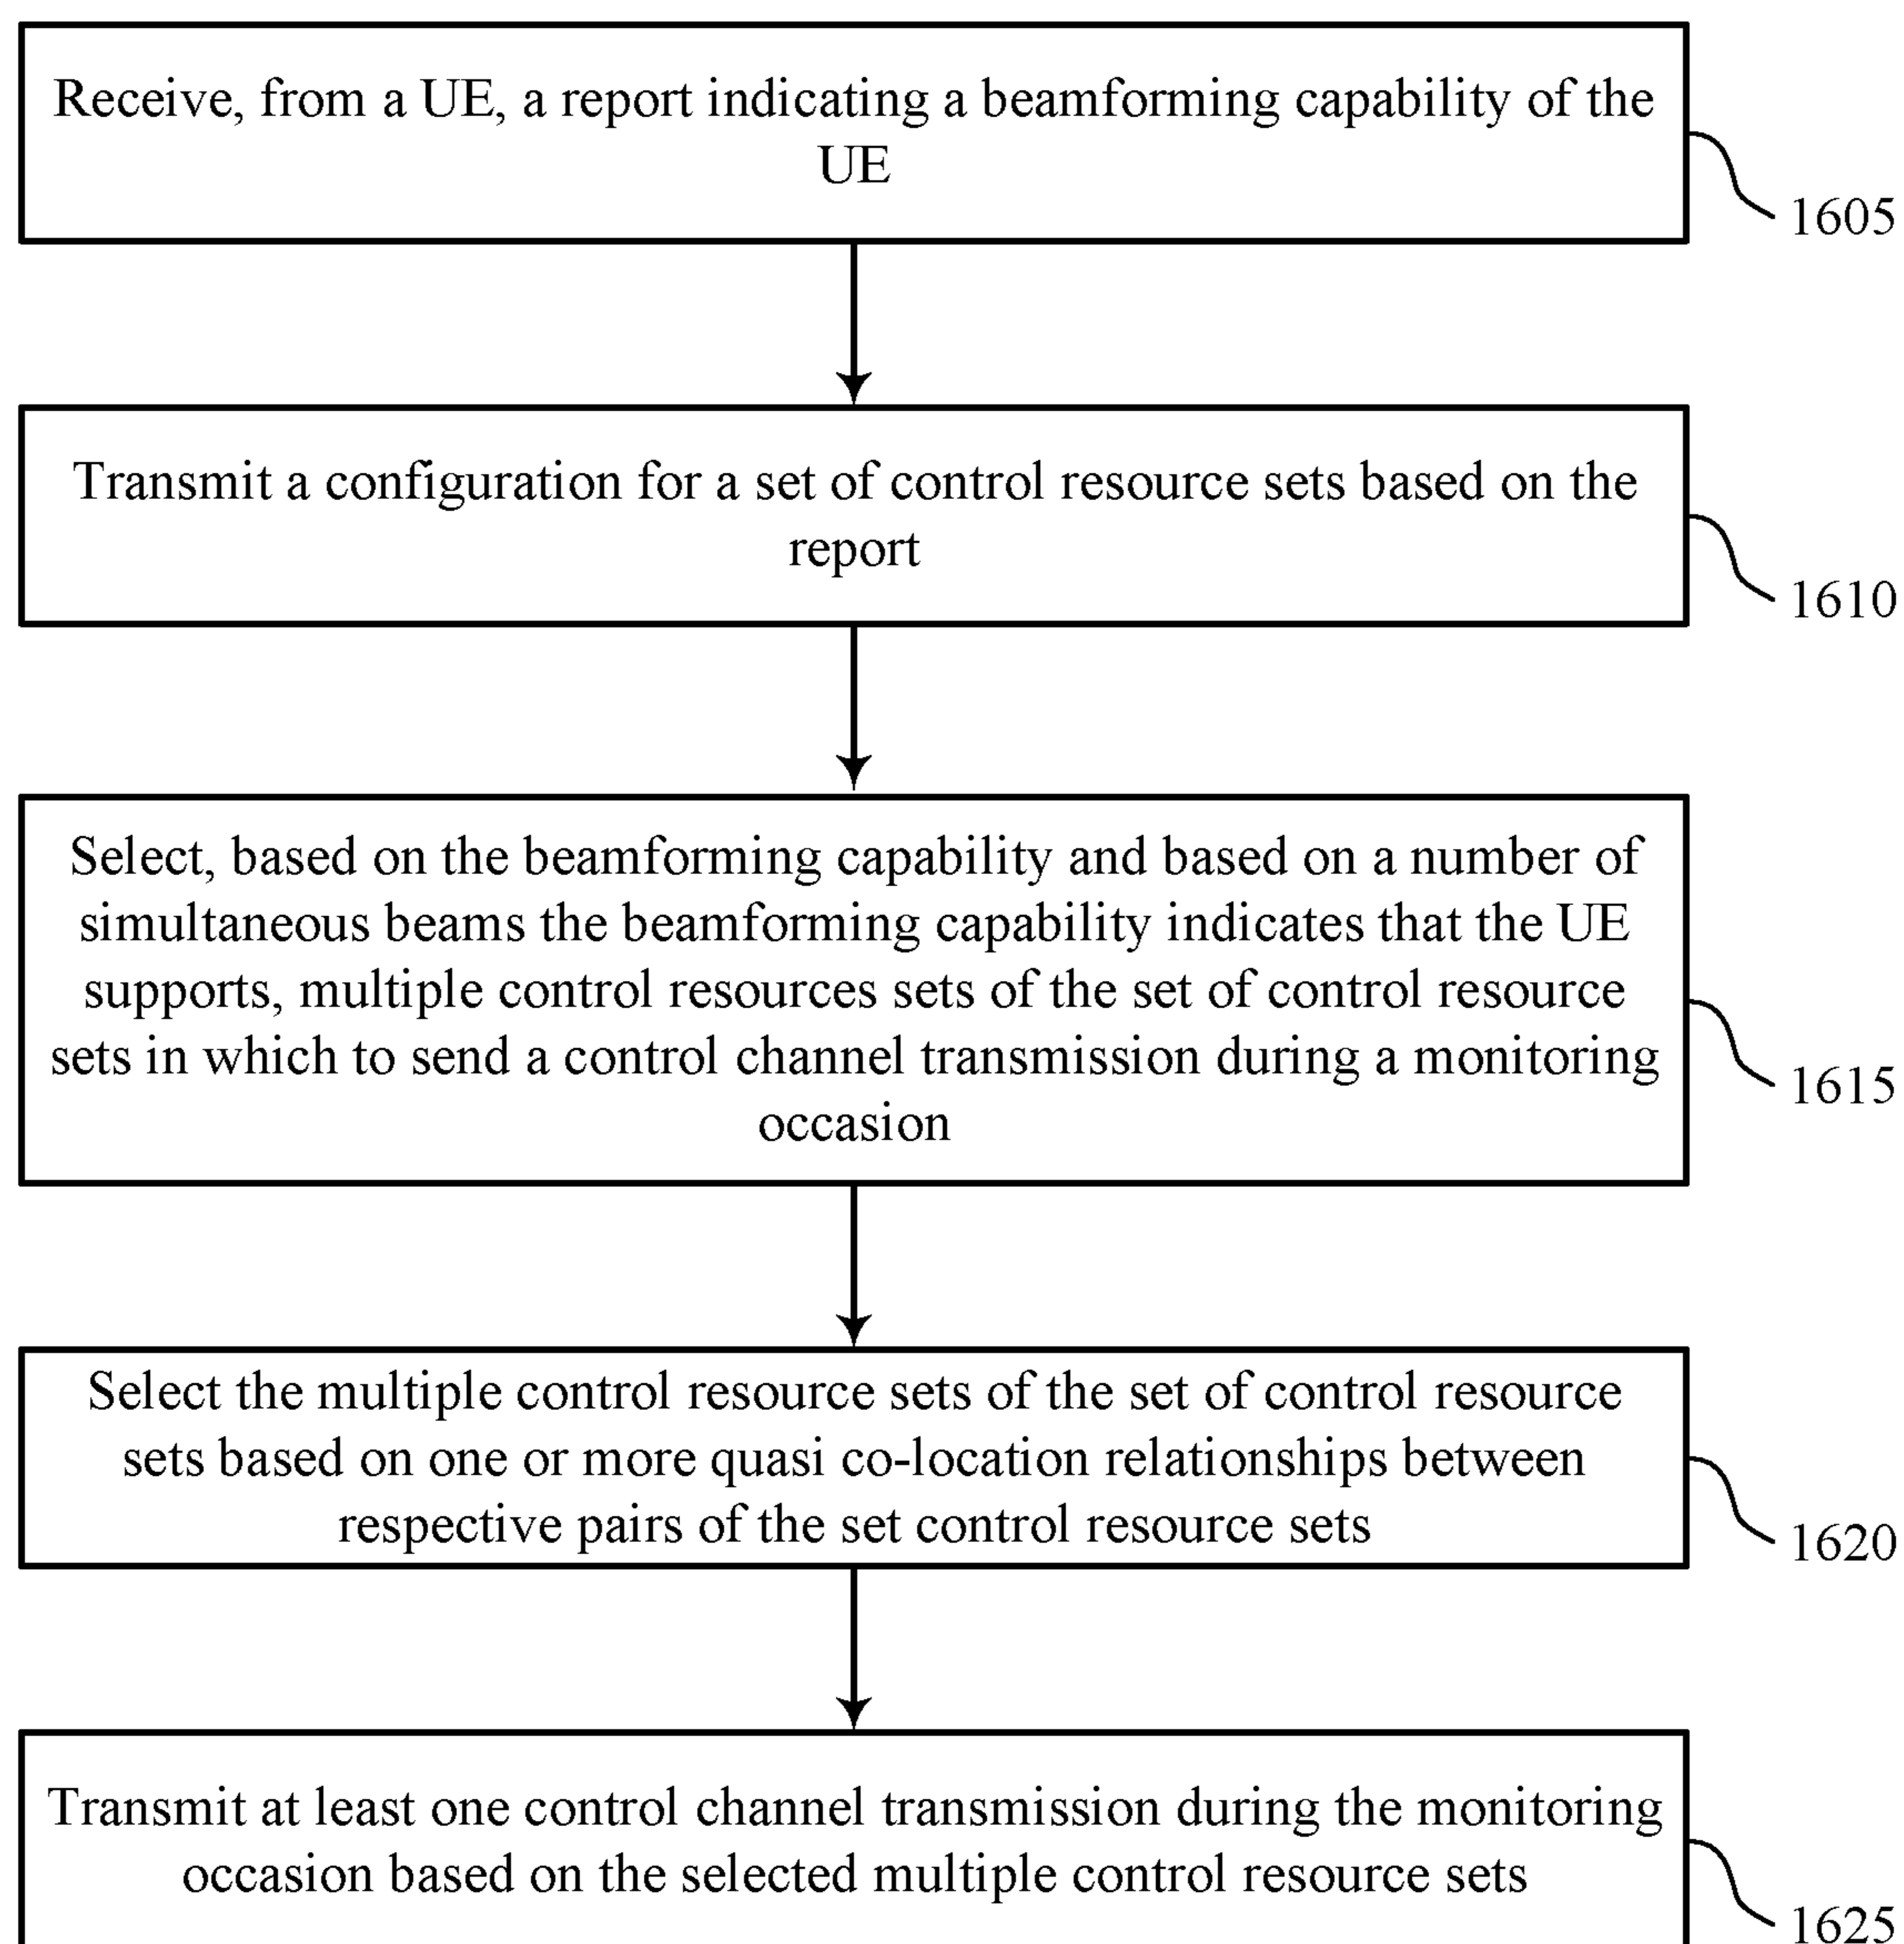 Receive, from a UE, a report indicating a beamforming capability of the
UE
1605
Transmit a configuration for a set of control resource sets based on the
report
1610
Select, based on the beamforming capability and based on a number of
simultaneous beams the beamforming capability indicates that the UE
supports, multiple control resources sets of the set of control resource
sets in which to send a control channel transmission during a monitoring
occasion
1615
Select the multiple control resource sets of the set of control resource
sets based on one or more quasi co-location relationships between
respective pairs of the set control resource sets
1620
Transmit at least one control channel transmission during the monitoring
occasion based on the selected multiple control resource sets
1625